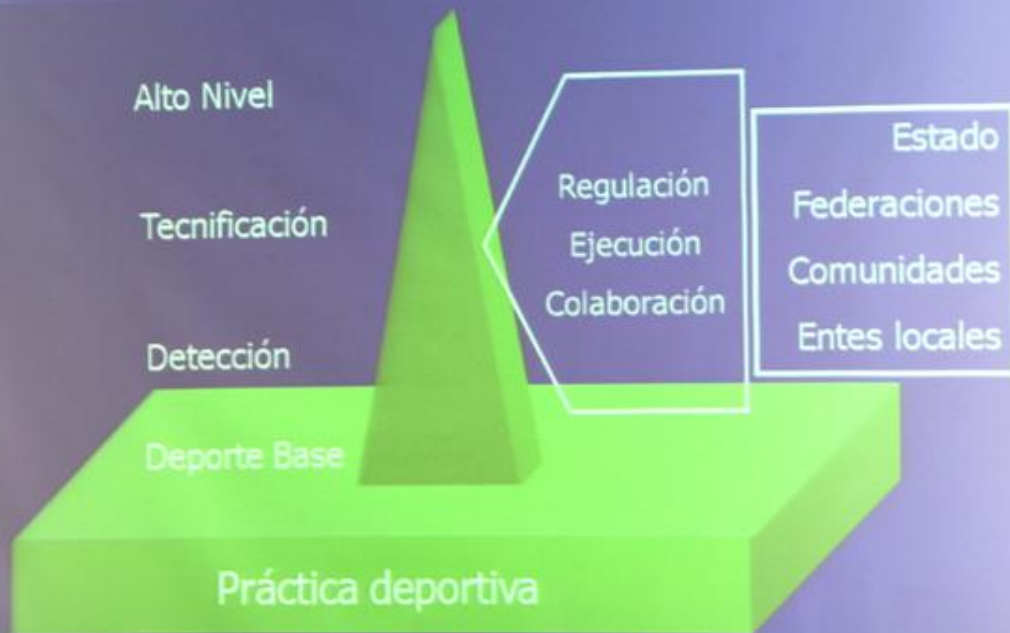 Alto Nivel
Tecnificación
Detección
Deporte Base
Práctica deportiva
Regulación
Ejecución
Colaboración
Estado
Federaciones
Comunidades
Entes locales